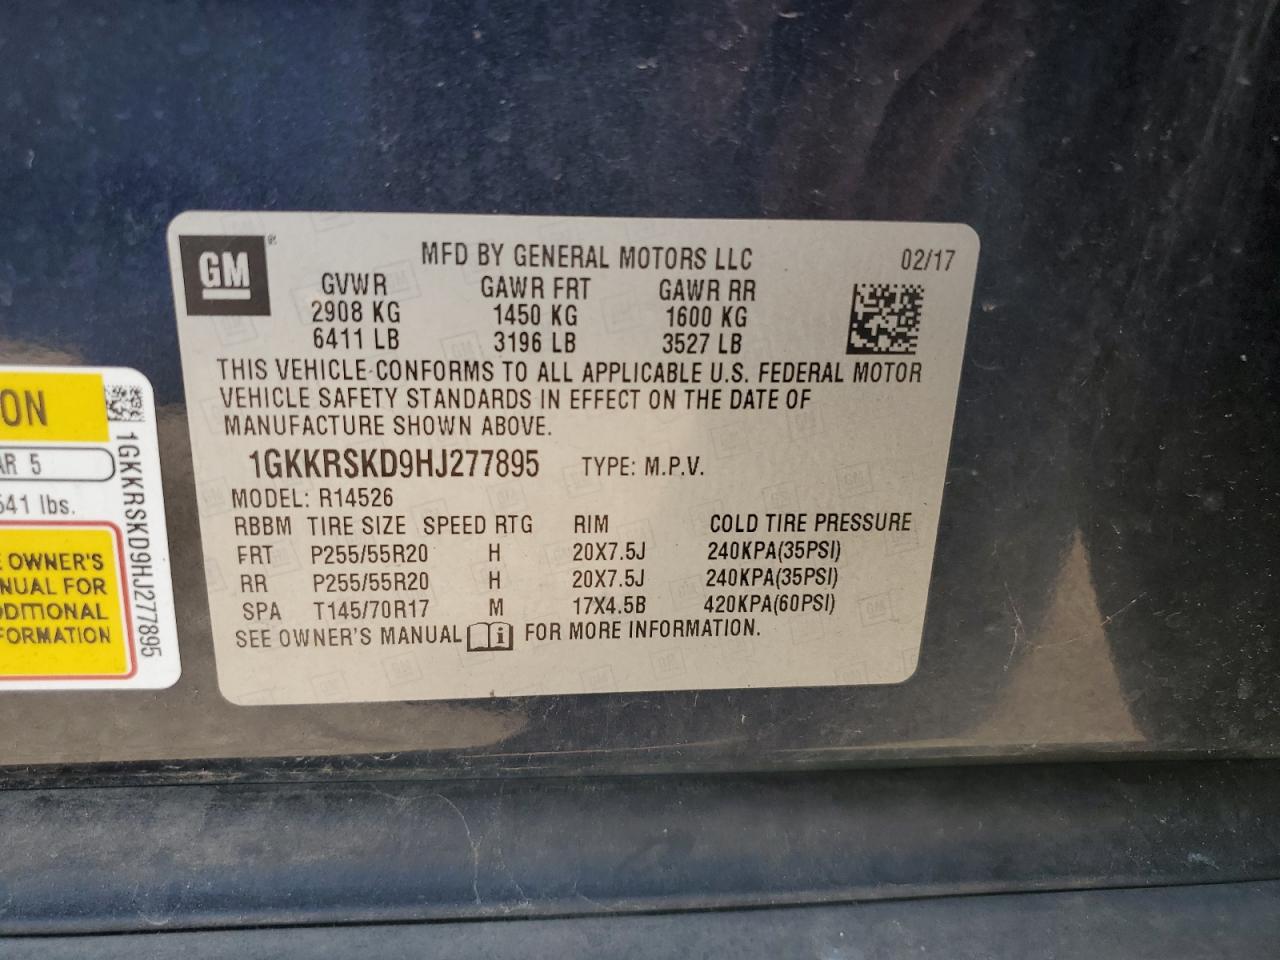 GM ®
MFD BY GENERAL MOTORS LLC 02/17
GVWR GAWR FRT GAWR RR
2908 KG 1450 KG 1600 KG
6411 LB 3196 LB 3527 LB
THIS VEHICLE CONFORMS TO ALL APPLICABLE U.S. FEDERAL MOTOR
VEHICLE SAFETY STANDARDS IN EFFECT ON THE DATE OF
MANUFACTURE SHOWN ABOVE.
1GKKRSKD9HJ277895 TYPE: M.P.V.
MODEL: R14526
RBBM TIRE SIZE SPEED RTG RIM COLD TIRE PRESSURE
FRT P255/55R20 H 20X7.5J 240KPA(35PSI)
RR P255/55R20 H 20X7.5J 240KPA(35PSI)
SPA T145/70R17 M 17X4.5B 420KPA(60PSI)
SEE OWNER'S MANUAL FOR MORE INFORMATION.
ON
AR 5
541 lbs.
E OWNER'S
NUAL FOR
DDITIONAL
FORMATION
1GKKRSKD9HJ277895